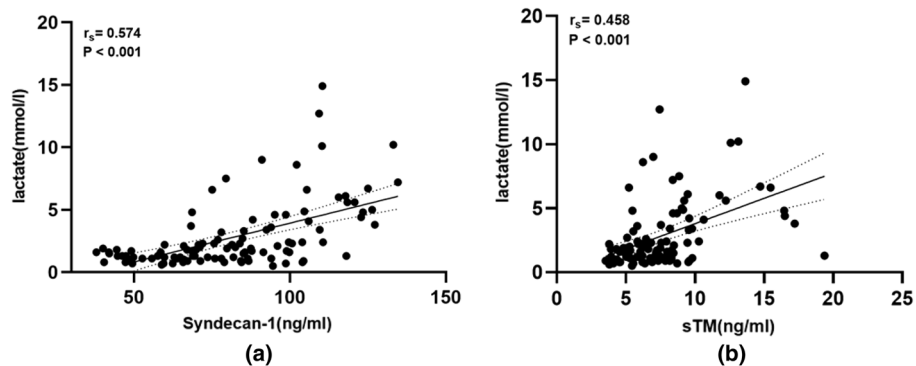 20
15
10
5
0
lactate(mmol/l)
rs= 0.574
P < 0.001
50
100
150
Syndecan-1(ng/ml)
(a)
20
15
10
5
0
lactate(mmol/l)
rs= 0.458
P < 0.001
0
5
10
15
20
25
sTM(ng/ml)
(b)